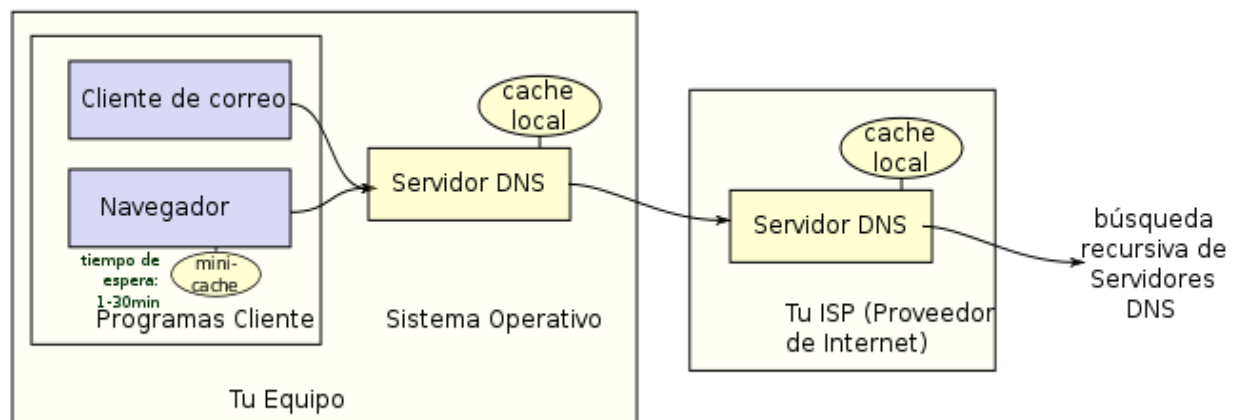 Cliente de correo
Navegador
tiempo de
espera:
1-30min
mini-
cache
Programas Cliente
cache
local
Servidor DNS
Sistema Operativo
Tu Equipo
cache
local
Servidor DNS
Tu ISP (Proveedor
de Internet)
búsqueda
recursiva de
Servidores
DNS